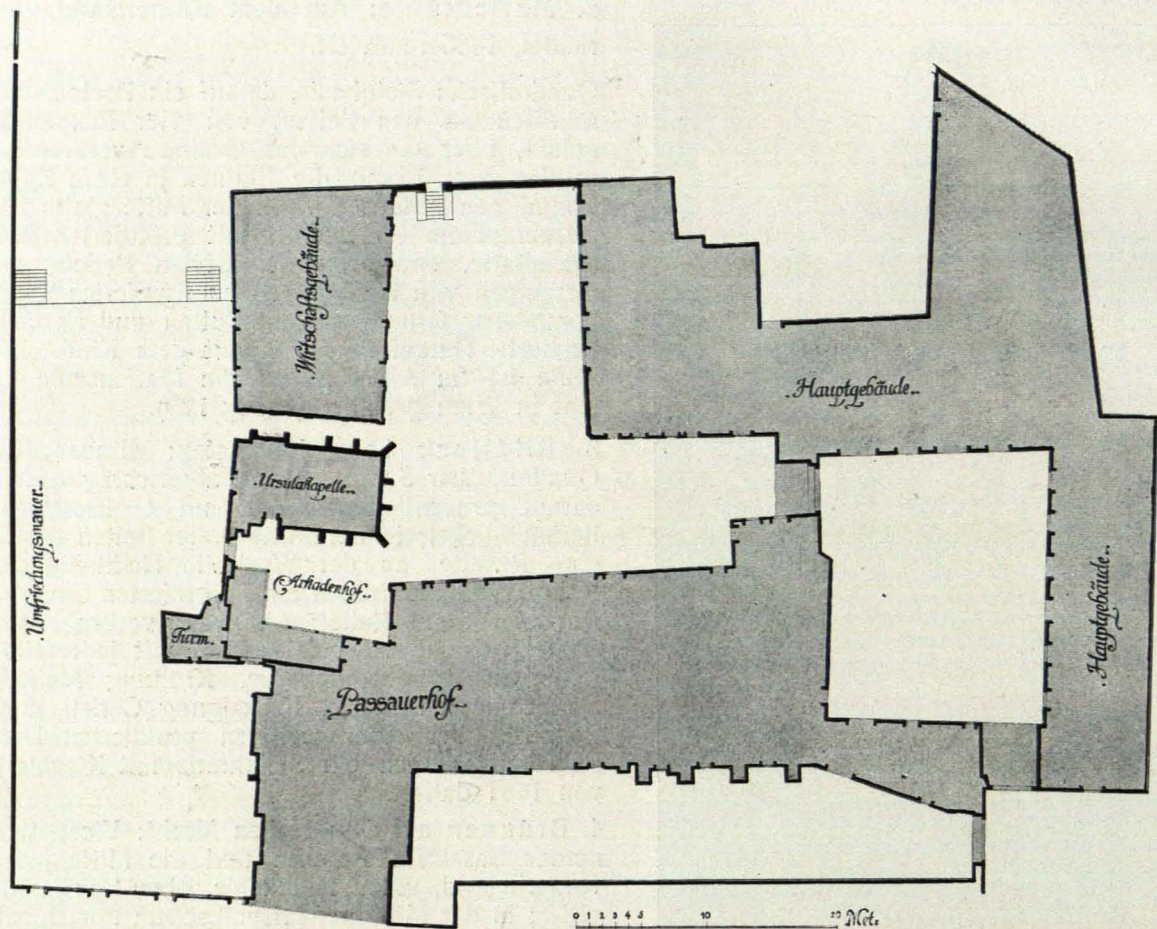 Wirtschaftsgebäude.
Hauptgebäude.
Ursulakapelle.
Umfriedungsmauer.
Arkadenhof.
Turm.
Hauptgebäude.
Passauerhof.
0 1 2 3 4 5 10 20 Met.